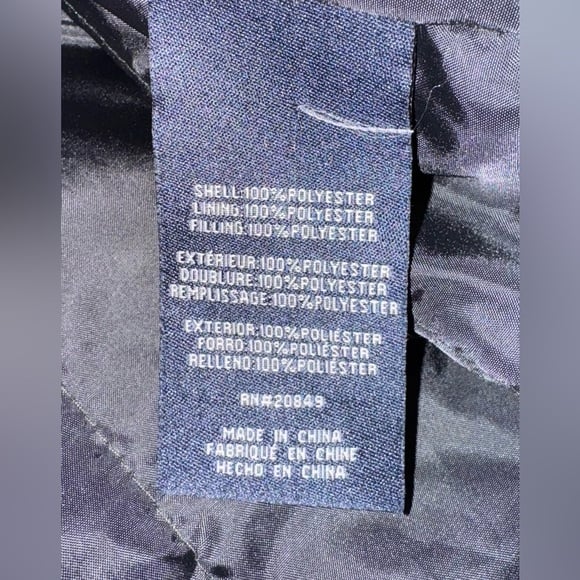 SHELL:100%POLYESTER
LINING:100%POLYESTER
FILLING:100%POLYESTER
EXTÉRIEUR:100%POLYESTER
DOUBLURE:100%POLYESTER
REMPLISSAGE:100%POLYESTER
EXTERIOR:100%POLIÉSTER
FORRO:100%POLIÉSTER
RELLENO:100%POLIÉSTER
RN#20849
MADE IN CHINA
FABRIQUÉ EN CHINE
HECHO EN CHINA